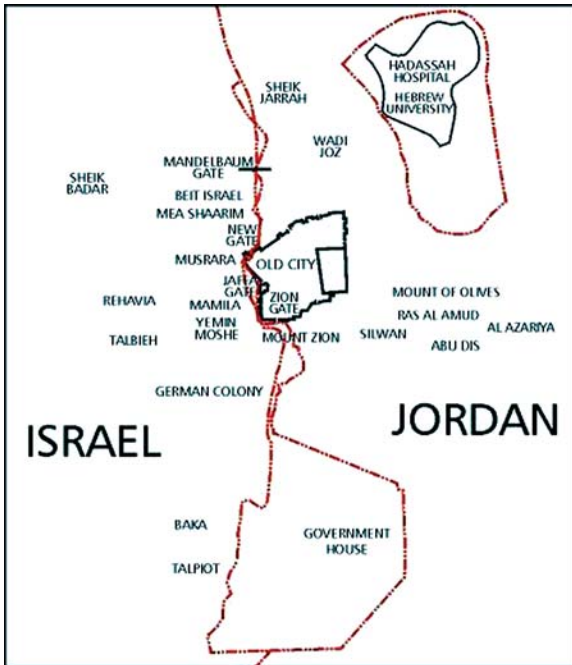 HADASSAH
HOSPITAL
HEBREW
UNIVERSITY
SHEIK
JARRAH
WADI
JOZ
MANDELBAUM
GATE
SHEIK
BADAR
BEIT ISRAEL
MEA SHAARIM
NEW
GATE
MUSRARA
OLD CITY
JAFFA
GATE
ZION
GATE
REHAVIA
MAMILA
MOUNT OF OLIVES
RAS AL AMUD
AL AZARIYA
YEMIN
MOSHE
MOUNT ZION
SILWAN
ABU DIS
TALBIEH
GERMAN COLONY
ISRAEL
JORDAN
BAKA
GOVERNMENT
HOUSE
TALPIOT